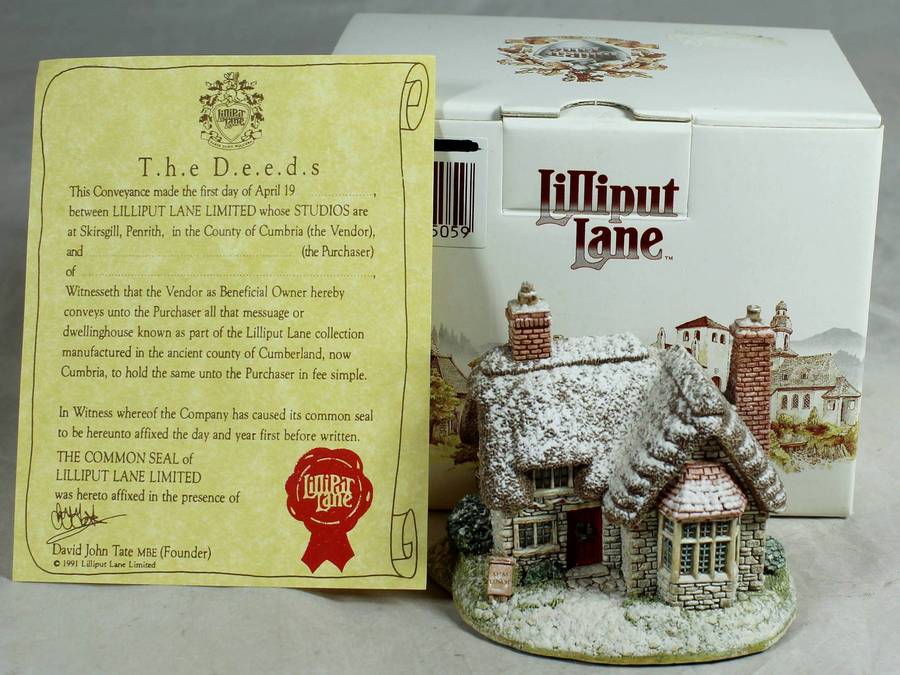 Lilliput
Lane
T.h.e D.e.e.d.s
This Conveyance made the first day of April 19 ....................,
between LILLIPUT LANE LIMITED whose STUDIOS are
at Skirsgill, Penrith, in the County of Cumbria (the Vendor),
and ............................................................ (the Purchaser)
of ............................................................................,
Witnesseth that the Vendor as Beneficial Owner hereby
conveys unto the Purchaser all that message or
dwellinghouse known as part of the Lilliput Lane collection
manufactured in the ancient county of Cumberland, now
Cumbria, to hold the same unto the Purchaser in fee simple.
In Witness whereof the Company has caused its common seal
to be hereunto affixed the day and year first before written.
THE COMMON SEAL of
LILLIPUT LANE LIMITED
was hereto affixed in the presence of
David John Tate MBE (Founder)
© 1991 Lilliput Lane Limited
Lilliput
Lane
5059
Lilliput
Lane™